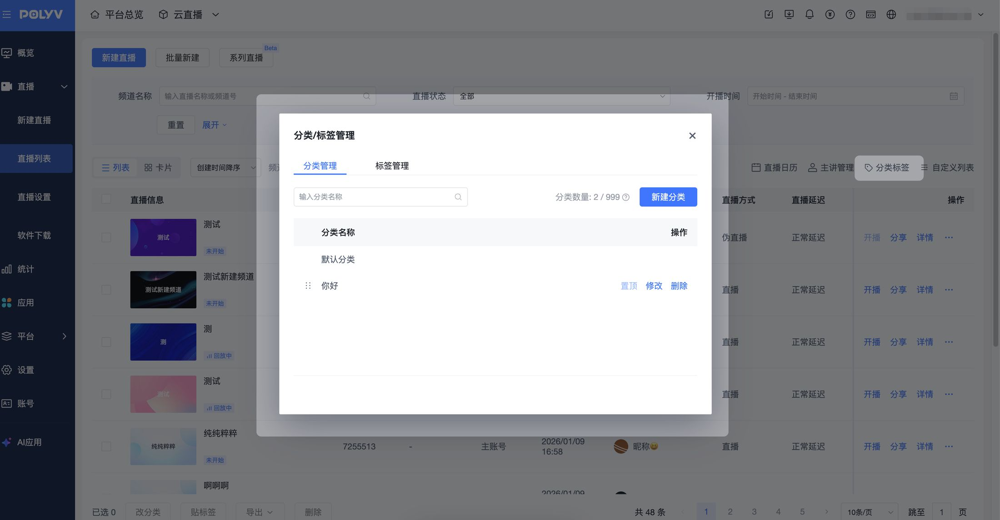 POLYV
平台总览
云直播
概览
直播
新建直播
直播列表
直播设置
软件下载
统计
应用
平台
设置
账号
AI应用
新建直播
批量新建
系列直播
Beta
频道名称
输入直播名称或频道号
直播状态
全部
开播时间
开始时间 - 结束时间
重置
展开
列表
卡片
创建时间降序
直播日历
主讲管理
分类标签
自定义列表
直播信息
直播方式
直播延迟
操作
测试
测试
未开始
伪直播
正常延迟
开播 分享 详情 ···
测试新建频道
测试新建频道
未开始
直播
正常延迟
开播 分享 详情 ···
测
测
回放中
直播
正常延迟
开播 分享 详情 ···
测试
测试
回放中
直播
正常延迟
开播 分享 详情 ···
纯纯粹粹
纯纯粹粹
未开始
7255513
-
主账号
2026/01/09
16:58
昵称😆
直播
正常延迟
开播 分享 详情 ···
啊啊啊
2026/01/09
已选 0
改分类
贴标签
导出
删除
共 48 条
1 2 3 4 5
10条/页
跳至 1 页
分类/标签管理
分类管理
标签管理
输入分类名称
分类数量: 2 / 999
新建分类
分类名称
操作
默认分类
你好
置顶 修改 删除